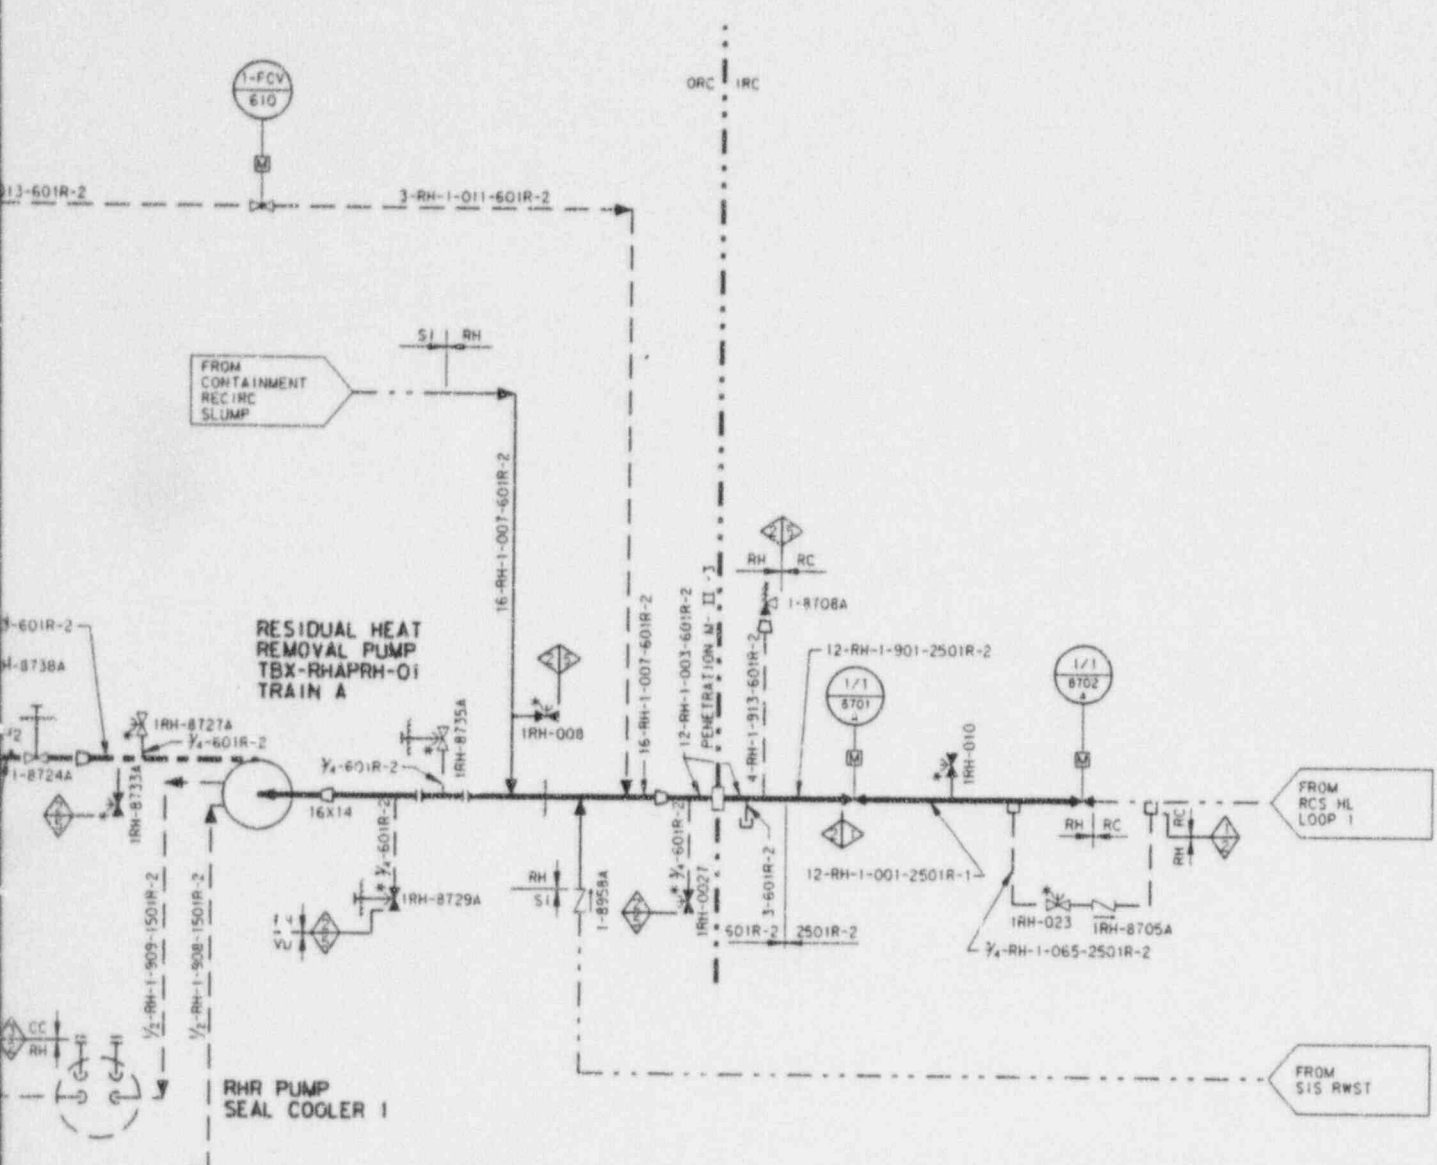 1-FCV
610
ORC
IRC
013-601R-2
3-RH-1-011-601R-2
M
SI
RH
FROM
CONTAINMENT
RECIRC
SLUMP
16-RH-1-007-601R-2
RH
RC
1-8708A
RESIDUAL HEAT
REMOVAL PUMP
TBX-RHAPRH-01
TRAIN A
-601R-2
H-8738A
1RH-8727A
3/4-601R-2
1-8724A
1RH-8733A
3/4-601R-2
16X14
1RH-8735A
1RH-008
16-RH-1-007-601R-2
12-RH-1-003-601R-2
PENETRATION M- II -3
4-RH-1-913-601R-2
12-RH-1-901-2501R-2
1/1
8701
1/1
8702
A
M
M
1RH-010
FROM
RCS HL
LOOP 1
RH
RC
RC
RH
12-RH-1-001-2501R-1
* 3/4-601R-2
1RH-8729A
RH
SI
1-8958A
* 3/4-601R-2
1RH-0027
3-601R-2
601R-2
2501R-2
1RH-023
1RH-8705A
3/4-RH-1-065-2501R-2
1/2-RH-1-909-1501R-2
1/2-RH-1-908-1501R-2
CC
RH
RHR PUMP
SEAL COOLER 1
FROM
SIS RWST